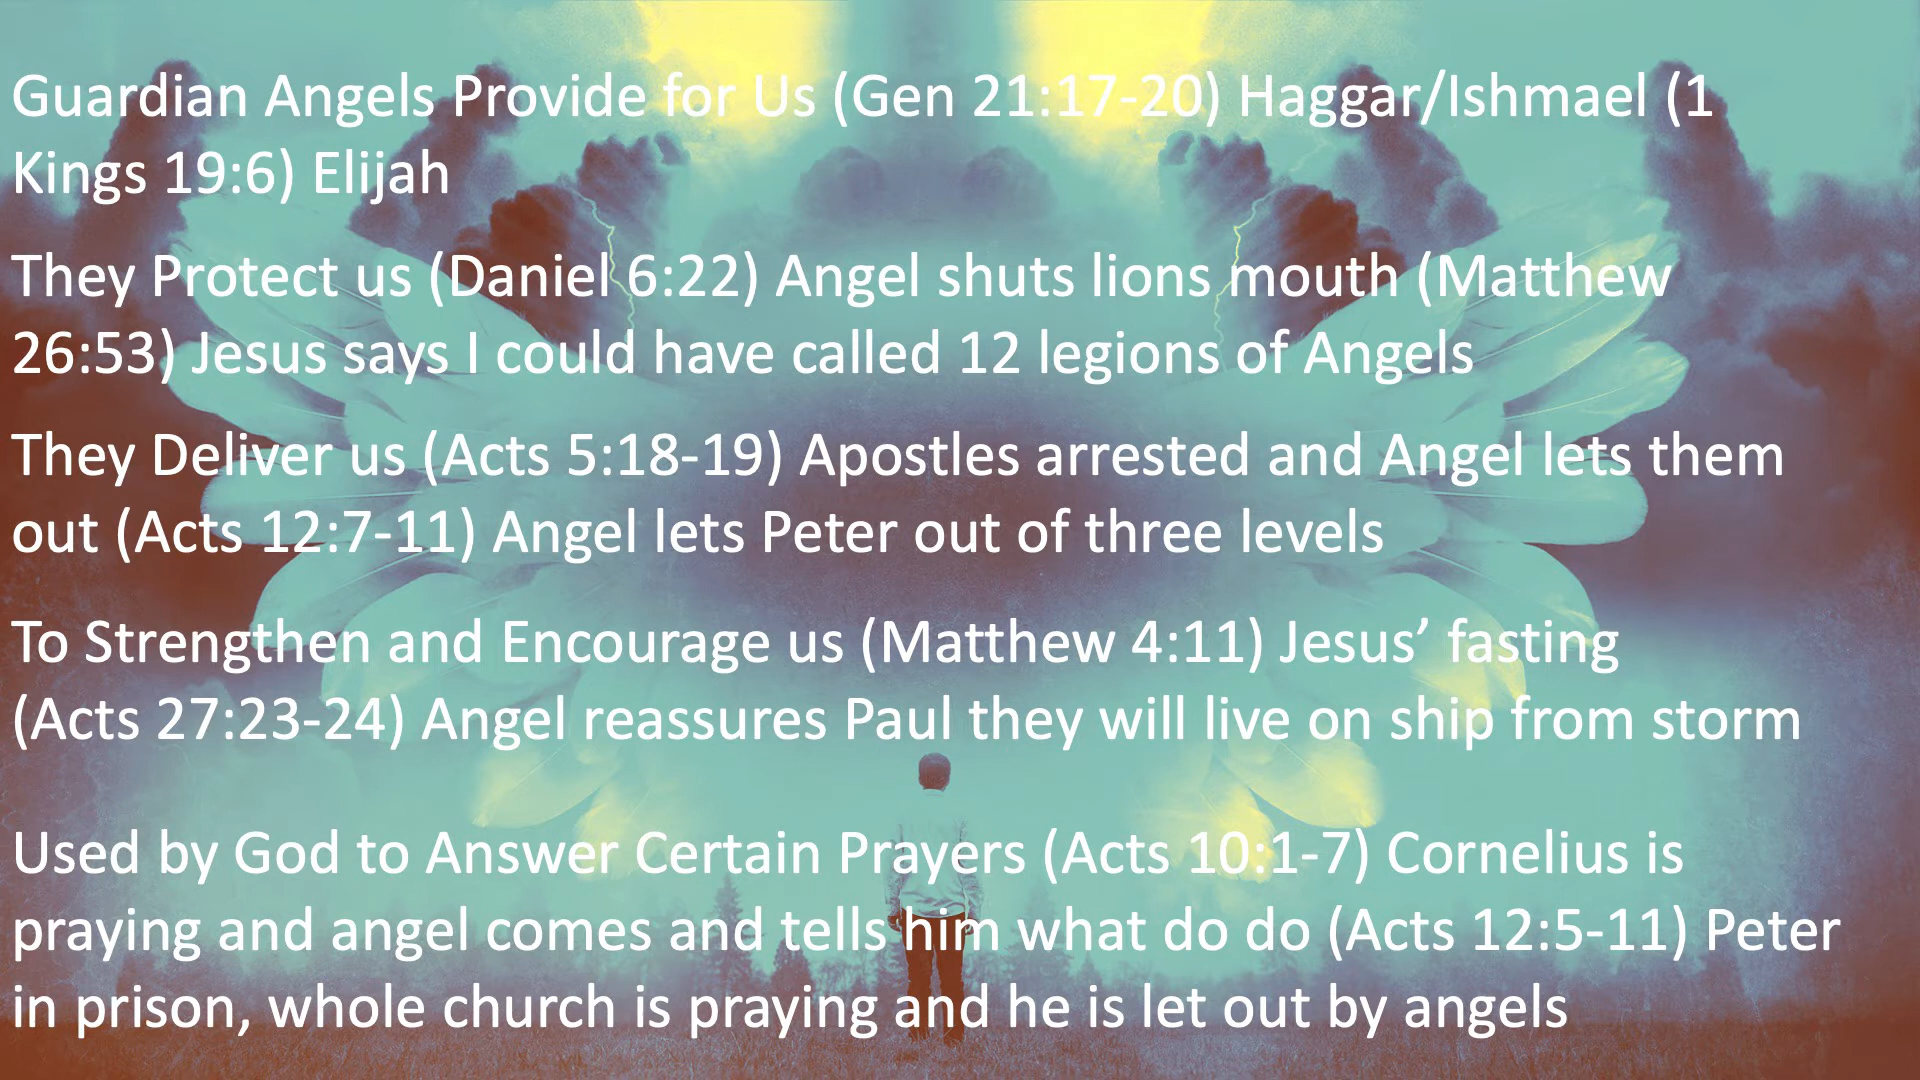 Guardian Angels Provide for Us (Gen 21:17-20) Haggar/Ishmael (1
Kings 19:6) Elijah
They Protect us (Daniel 6:22) Angel shuts lions mouth (Matthew
26:53) Jesus says I could have called 12 legions of Angels
They Deliver us (Acts 5:18-19) Apostles arrested and Angel lets them
out (Acts 12:7-11) Angel lets Peter out of three levels
To Strengthen and Encourage us (Matthew 4:11) Jesus’ fasting
(Acts 27:23-24) Angel reassures Paul they will live on ship from storm
Used by God to Answer Certain Prayers (Acts 10:1-7) Cornelius is
praying and angel comes and tells him what do do (Acts 12:5-11) Peter
in prison, whole church is praying and he is let out by angels